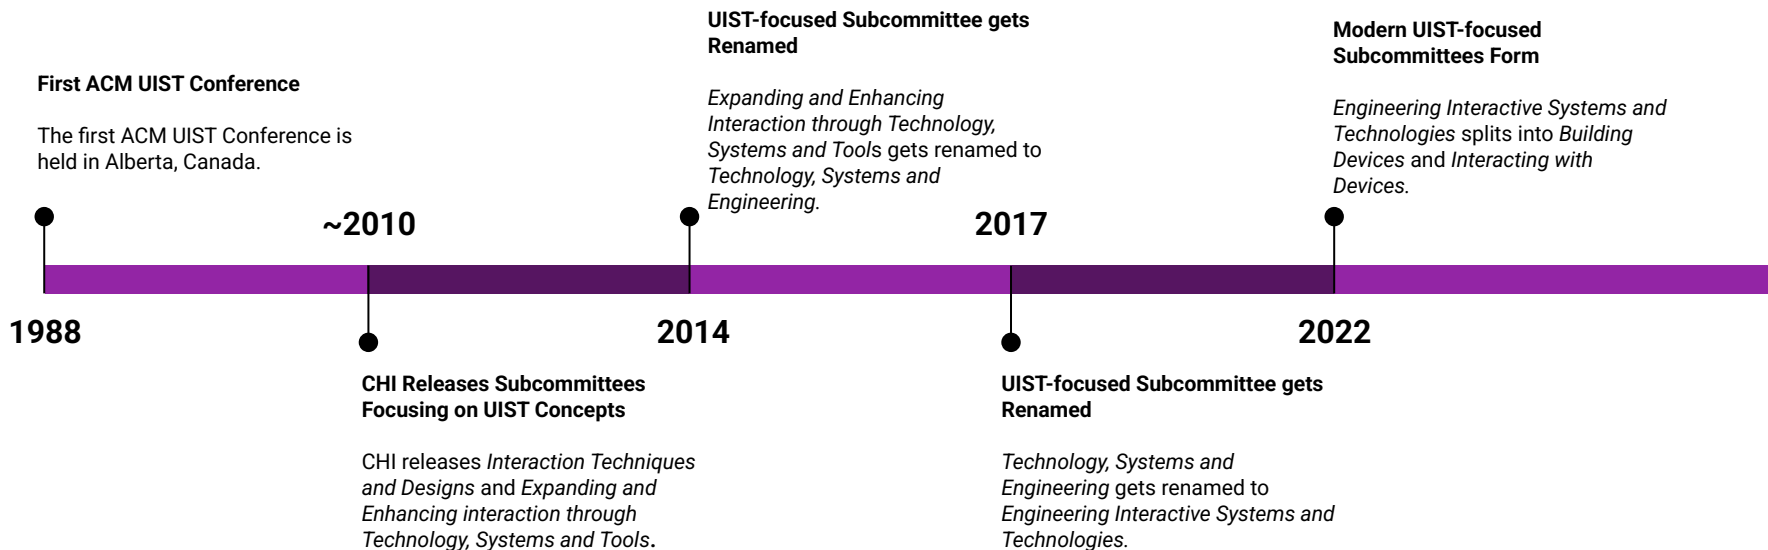 First ACM UIST Conference
The first ACM UIST Conference is
held in Alberta, Canada.
1988
~2010
CHI Releases Subcommittees
Focusing on UIST Concepts
CHI releases Interaction Techniques
and Designs and Expanding and
Enhancing interaction through
Technology, Systems and Tools.
UIST-focused Subcommittee gets
Renamed
Expanding and Enhancing
Interaction through Technology,
Systems and Tools gets renamed to
Technology, Systems and
Engineering.
2014
2017
UIST-focused Subcommittee gets
Renamed
Technology, Systems and
Engineering gets renamed to
Engineering Interactive Systems and
Technologies.
Modern UIST-focused
Subcommittees Form
Engineering Interactive Systems and
Technologies splits into Building
Devices and Interacting with
Devices.
2022